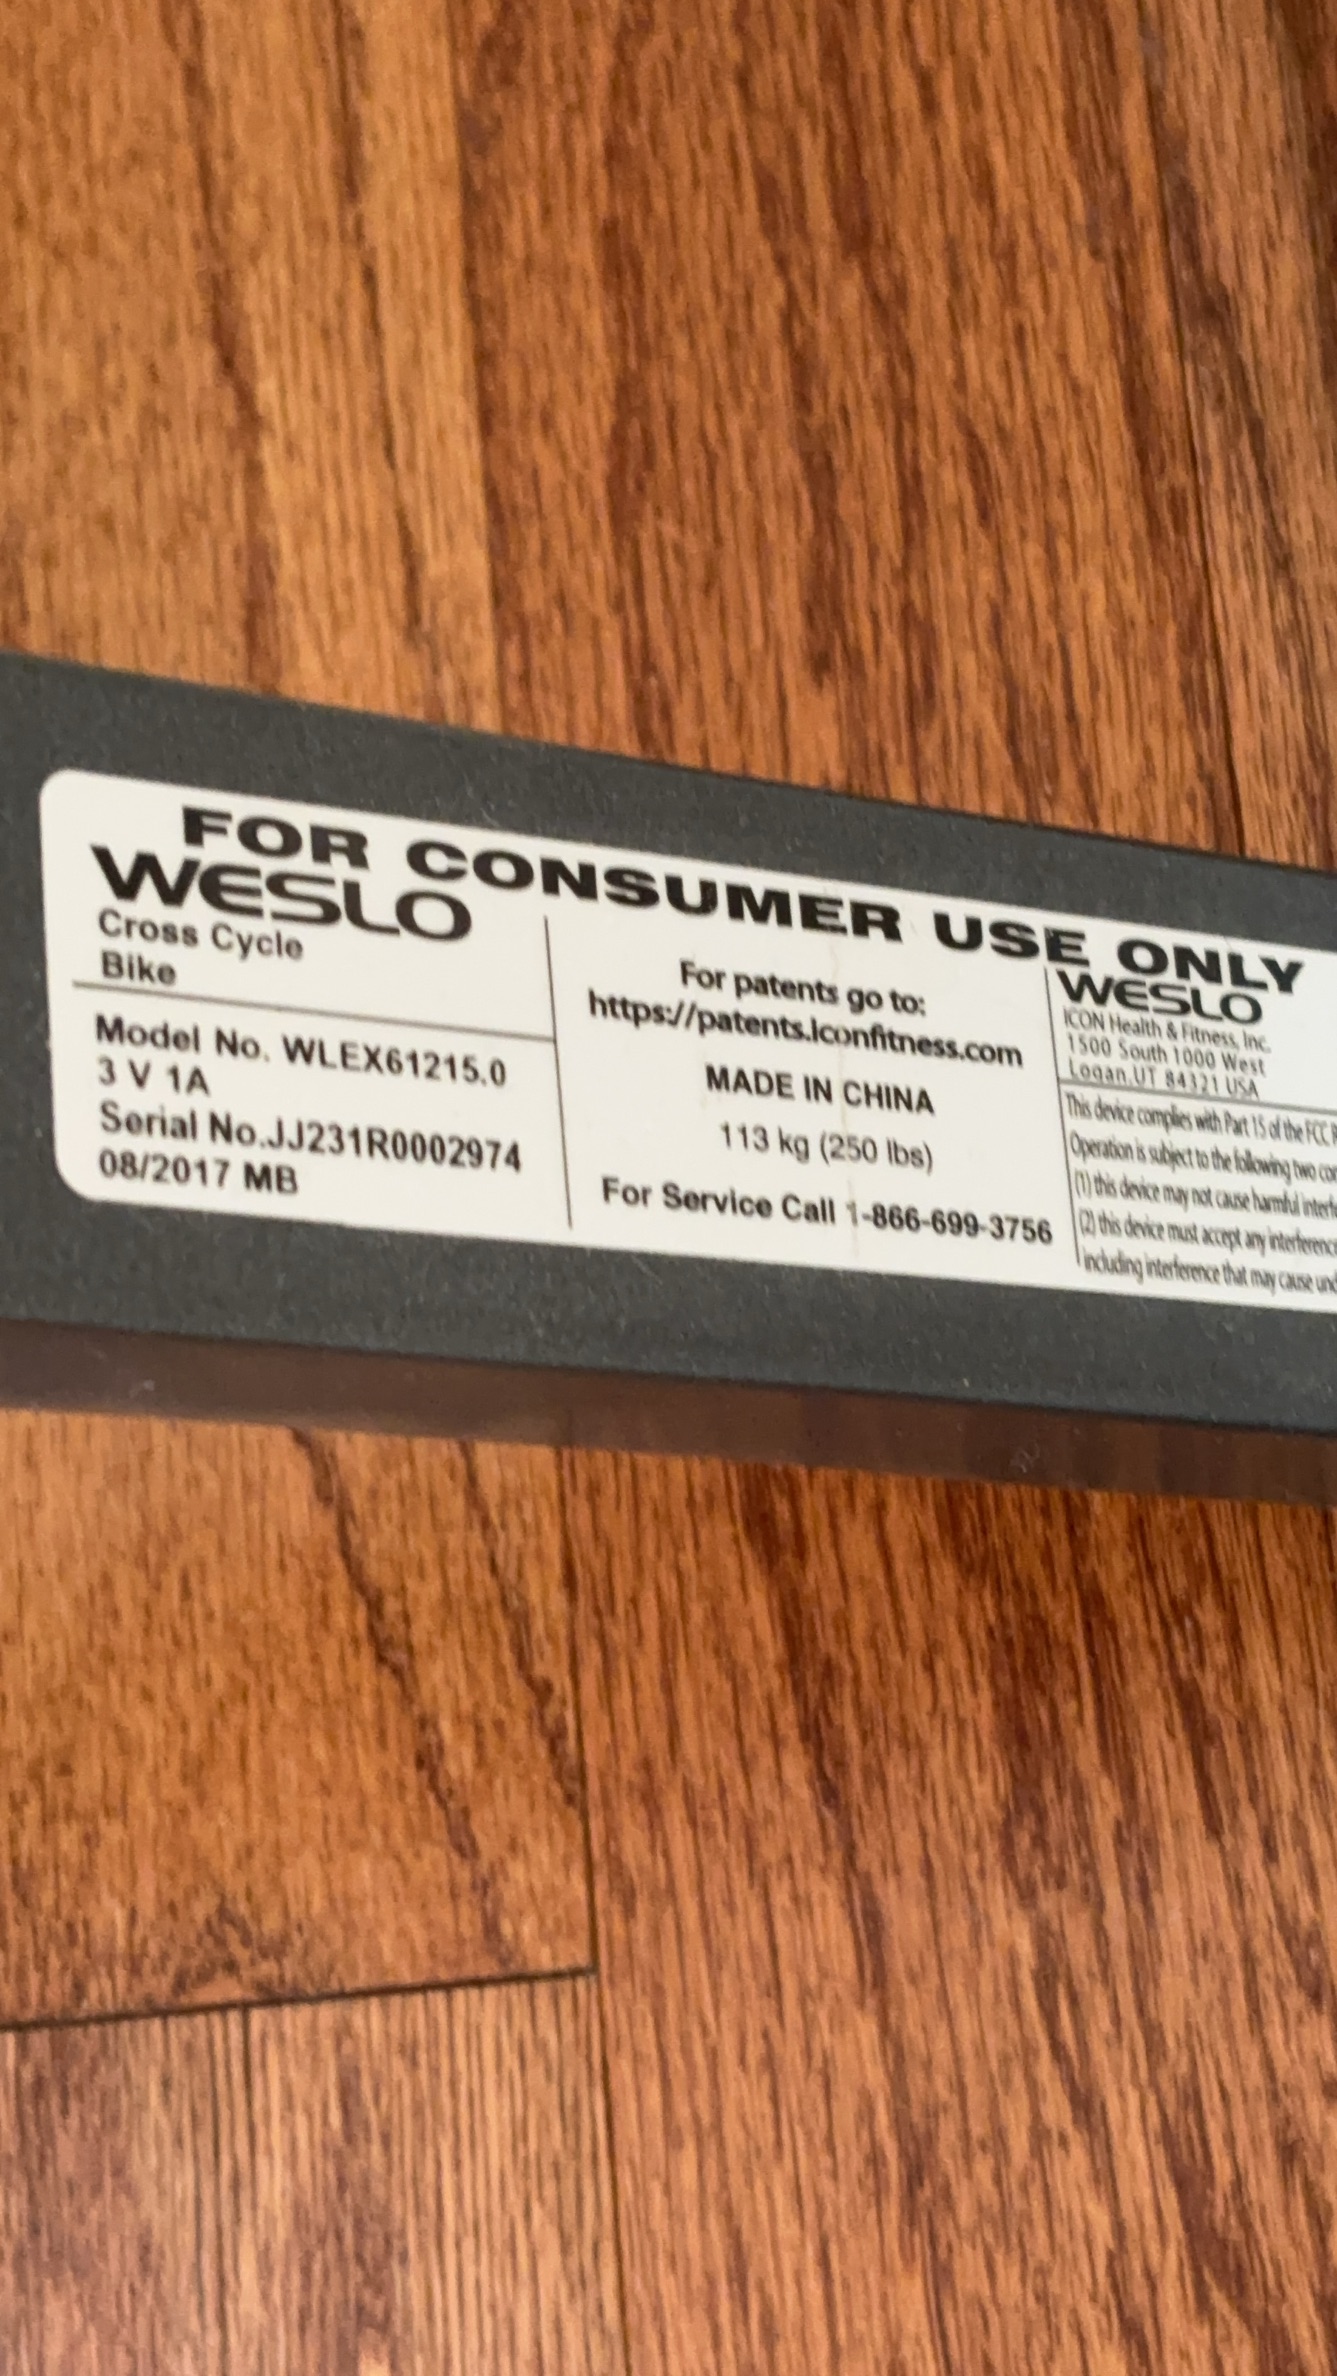 FOR CONSUMER USE ONLY
WESLO
Cross Cycle
Bike
Model No. WLEX61215.0
3 V 1A
Serial No.JJ231R0002974
08/2017 MB
For patents go to:
https://patents.Iconfitness.com
MADE IN CHINA
113 kg (250 lbs)
For Service Call 1-866-699-3756
WESLO
ICON Health & Fitness, Inc.
1500 South 1000 West
Logan,UT 84321 USA
This device complies with Part 15 of the FCC
Operation is subject to the following two
(1) this device may not cause harmful
(2) this device must accept any interference
including interference that may cause